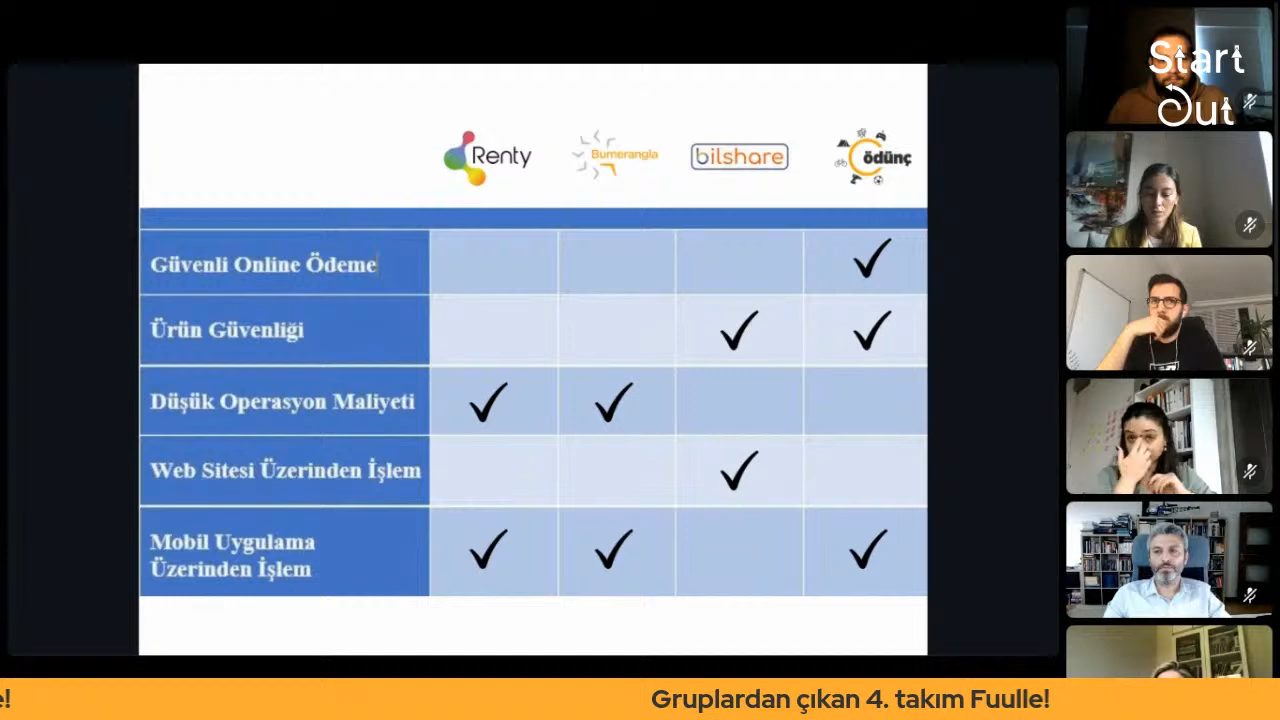 Start
Out
Renty
Bumerangla
bilshare
ödünç
Güvenli Online Ödeme
Ürün Güvenliği
Düşük Operasyon Maliyeti
Web Sitesi Üzerinden İşlem
Mobil Uygulama
Üzerinden İşlem
e!
Gruplardan çıkan 4. takım Fuulle!